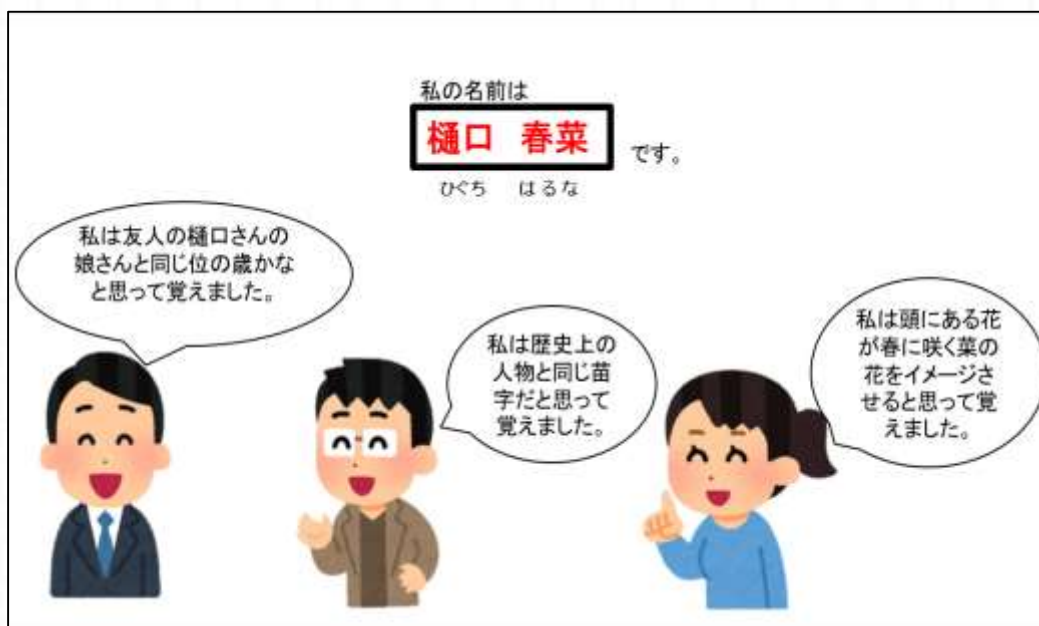 私の名前は
樋口 春菜
です。
ひぐち はるな
私は友人の樋口さんの
娘さんと同じ位の歳かな
と思って覚えました。
私は歴史上の
人物と同じ苗
字だと思って
覚えました。
私は頭にある花
が春に咲く菜の
花をイメージさ
せると思って覚
えました。